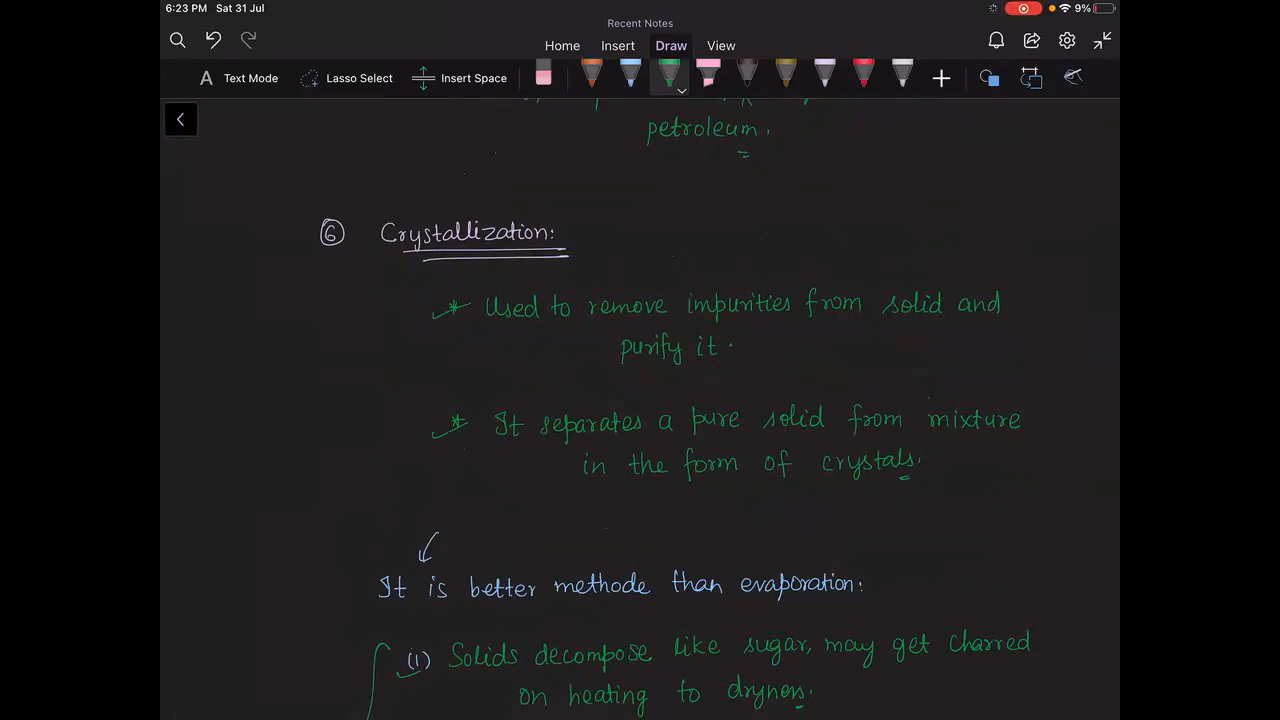 6:23 PM Sat 31 Jul
9%
Recent Notes
Home Insert Draw View
Text Mode Lasso Select Insert Space
petroleum.
6 Crystallization:
* Used to remove impurities from solid and
purify it.
* It separates a pure solid from mixture
in the form of crystals.
It is better methode than evaporation:
(1) Solids decompose like sugar, may get charred
on heating to dryness.